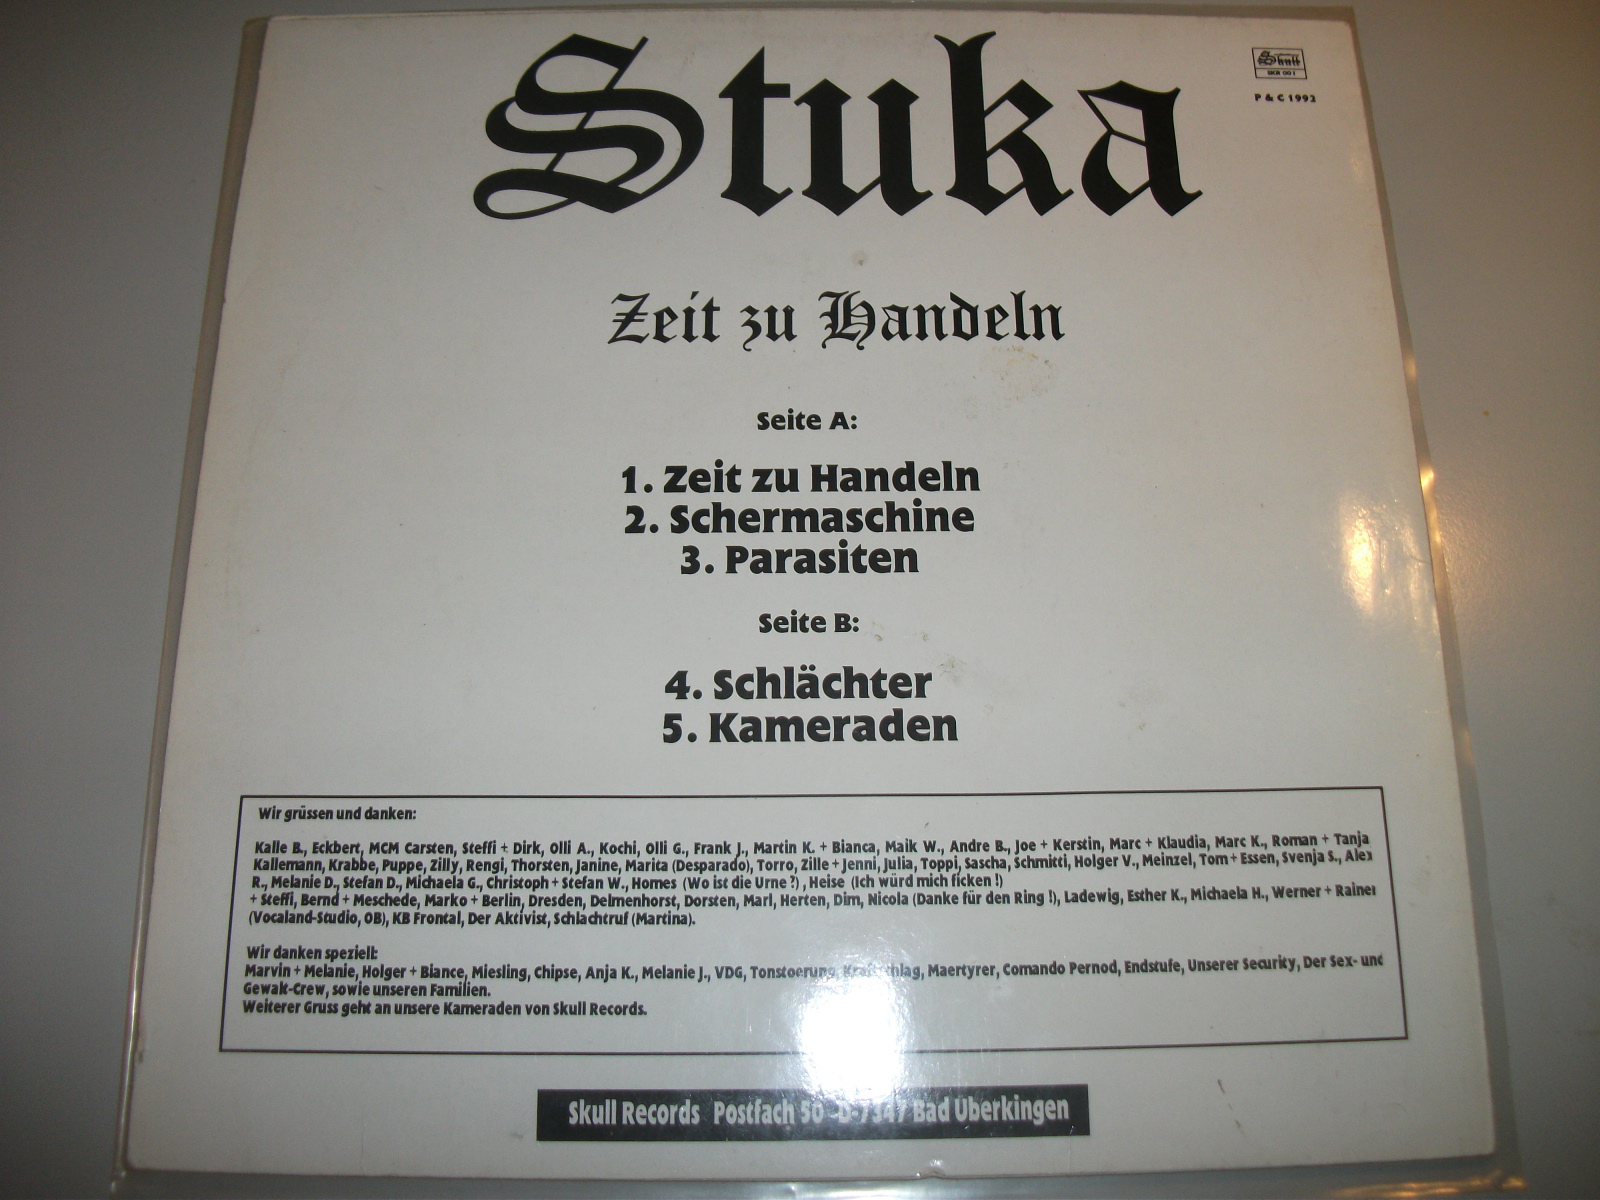 Stuka
Skull
SKR 001
P & C 1992
Zeit zu Handeln
Seite A:
1. Zeit zu Handeln
2. Schermaschine
3. Parasiten
Seite B:
4. Schlächter
5. Kameraden
Wir grüssen und danken:
Kalle B., Eckbert, MCM Carsten, Steffi + Dirk, Olli A., Kochi, Olli G., Frank J., Martin K. + Bianca, Maik W., Andre B., Joe + Kerstin, Marc + Klaudia, Marc K., Roman + Tanja
Kallemann, Krabbe, Puppe, Zilly, Rengi, Thorsten, Janine, Marita (Desparado), Torro, Zille + Jenni, Julia, Toppi, Sascha, Schmitti, Holger V., Meinzel, Tom + Essen, Svenja S., Alex
R., Melanie D., Stefan D., Michaela G., Christoph + Stefan W., Homes (Wo ist die Urne ?) , Heise (Ich würd mich ficken !)
+ Steffi, Bernd + Meschede, Marko + Berlin, Dresden, Delmenhorst, Dorsten, Marl, Herten, Dim, Nicola (Danke für den Ring !), Ladewig, Esther K., Michaela H., Werner + Rainer
(Vocaland-Studio, OB), KB Frontal, Der Aktivist, Schlachtruf (Martina).
Wir danken speziell:
Marvin + Melanie, Holger + Biance, Miesling, Chipse, Anja K., Melanie J., VDG, Tonstoerung, Kraftschlag, Maertyrer, Comando Pernod, Endstufe, Unserer Security, Der Sex- und
Gewalt-Crew, sowie unseren Familien.
Weiterer Gruss geht an unsere Kameraden von Skull Records.
Skull Records Postfach 50 D-7347 Bad Überkingen